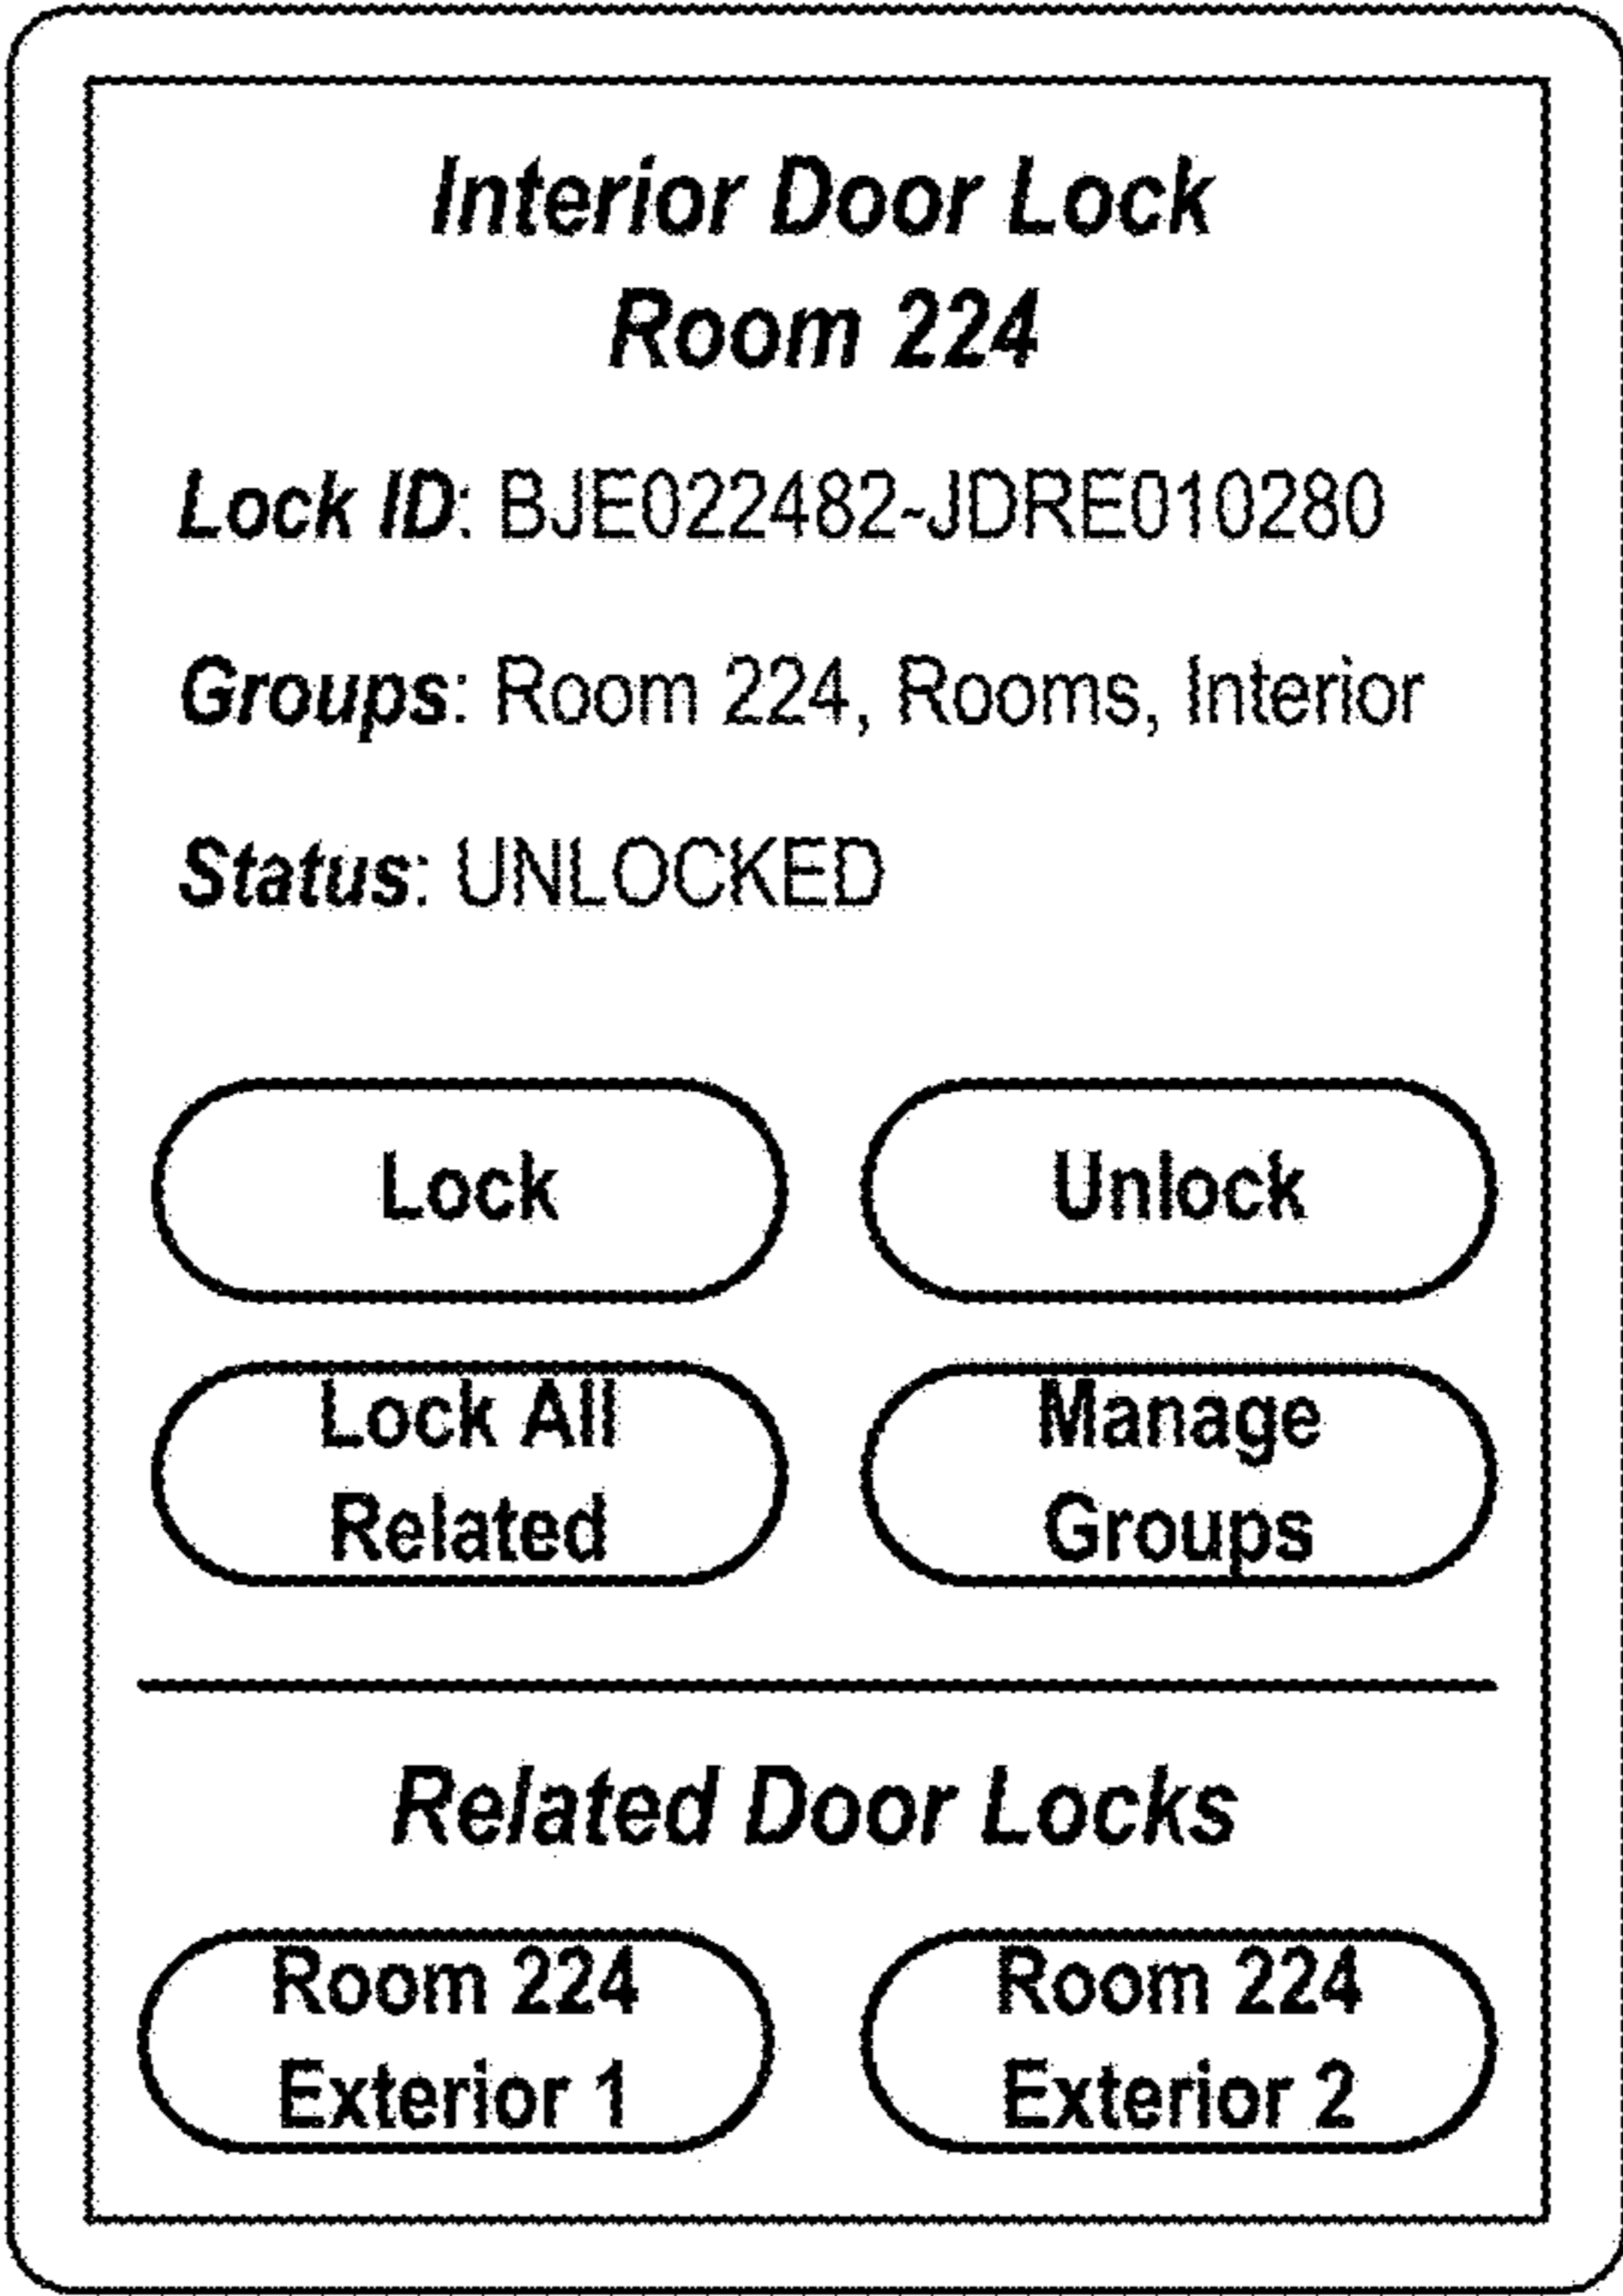 Interior Door Lock
Room 224
Lock ID: BJE022482-JDRE010280
Groups: Room 224, Rooms, Interior
Status: UNLOCKED
Lock
Unlock
Lock All
Related
Manage
Groups
Related Door Locks
Room 224
Exterior 1
Room 224
Exterior 2